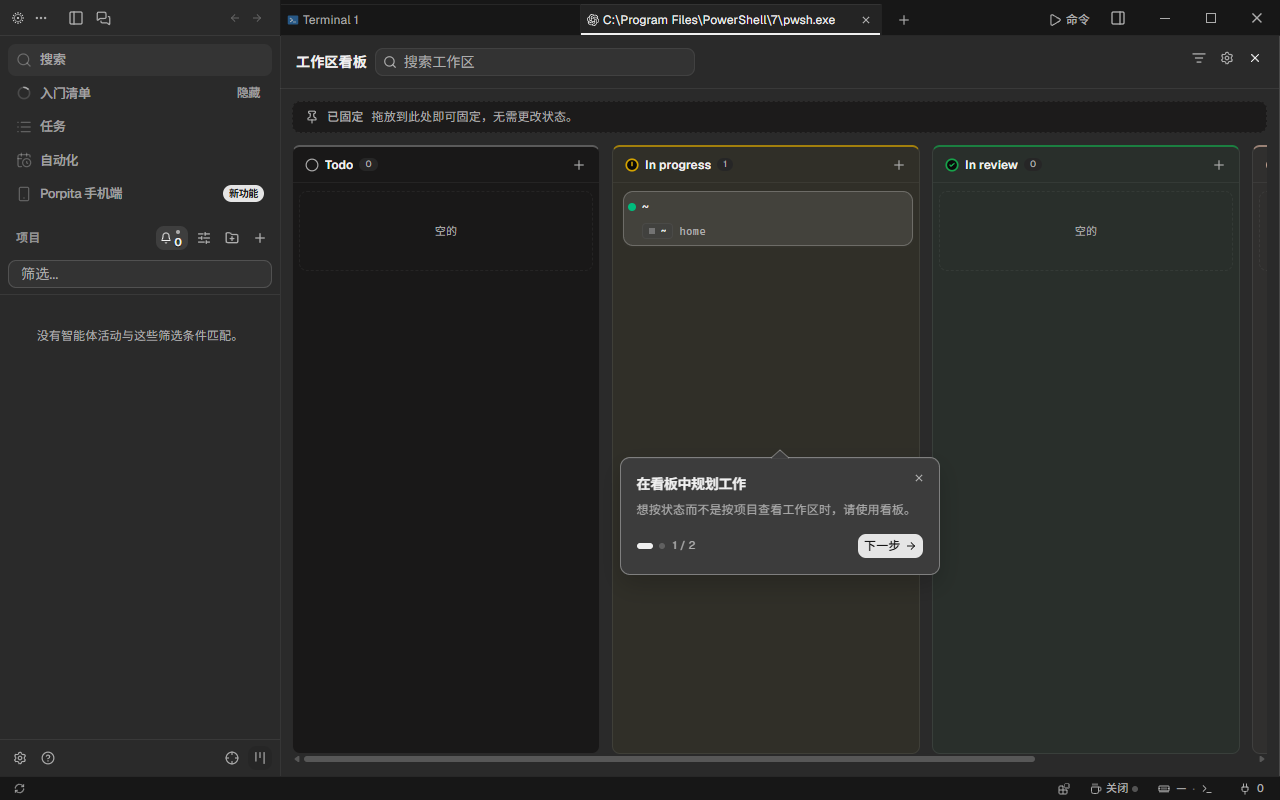 Terminal 1
C:\Program Files\PowerShell\7\pwsh.exe
命令
搜索
入门清单
隐藏
任务
自动化
Porpita 手机端
新功能
项目
0
筛选...
没有智能体活动与这些筛选条件匹配。
工作区看板
搜索工作区
已固定 拖放到此处即可固定，无需更改状态。
Todo 0
空的
In progress 1
~
~ home
In review 0
空的
在看板中规划工作
想按状态而不是按项目查看工作区时，请使用看板。
1 / 2
下一步
关闭
0